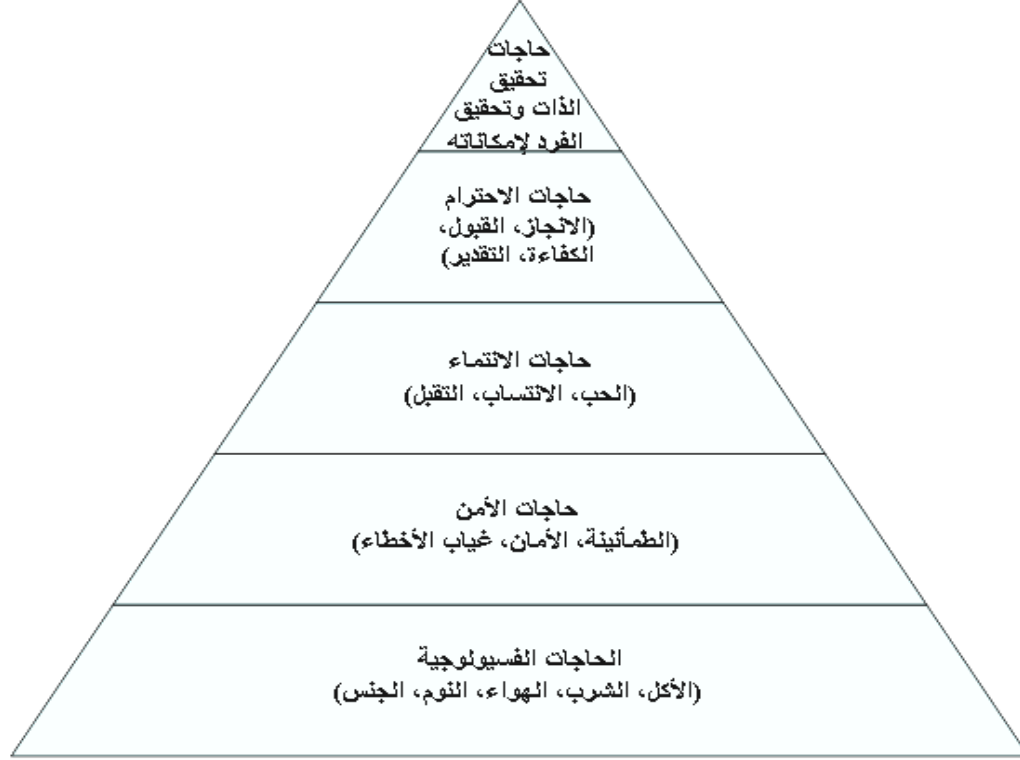 حاجات
تحقيق
الذات وتحقيق
الفرد لإمكاناته
حاجات الاحترام
(الانجاز، القبول،
الكفاءة، التقدير)
حاجات الانتماء
(الحب، الانتساب، التقبل)
حاجات الأمن
(الطمأنينة، الأمان، غياب الأخطاء)
الحاجات الفسيولوجية
(الأكل، الشرب، الهواء، النوم، الجنس)